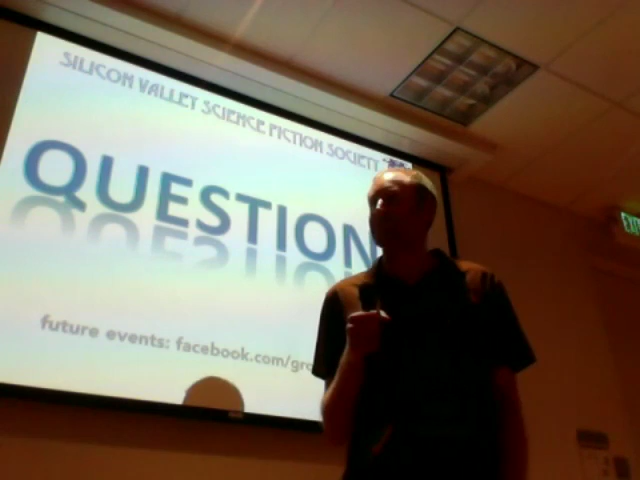 SILICON VALLEY SCIENCE FICTION SOCIETY
QUESTION
future events: facebook.com/gro